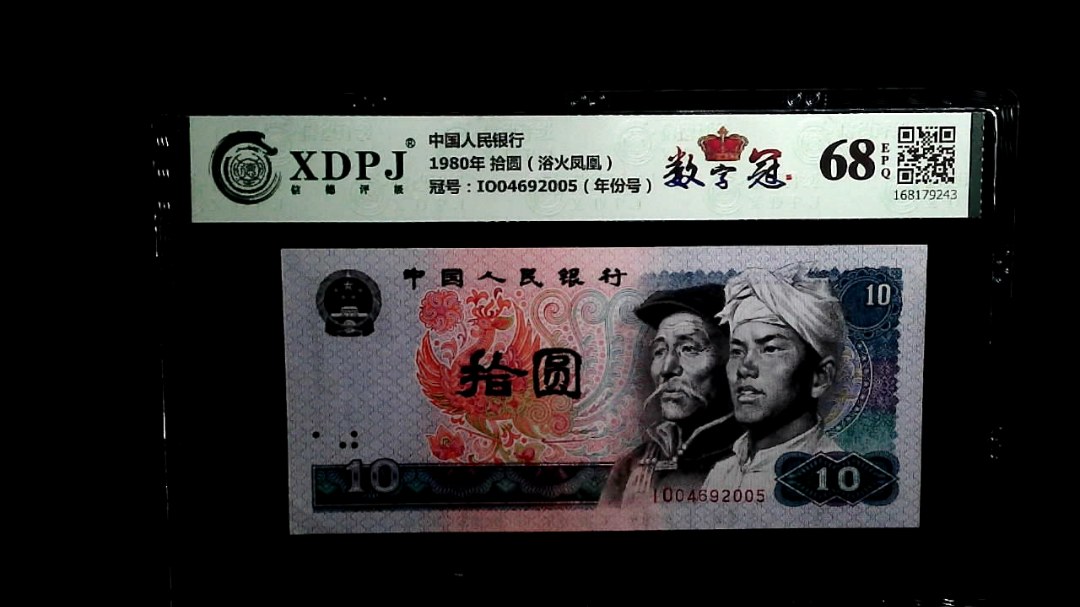 XDPJ®
信德评级
中国人民银行
1980年 拾圆（浴火凤凰）
冠号：IO04692005（年份号）
数字冠
68 EPQ
168179243
中国人民银行
10
拾圆
10
IO04692005
10